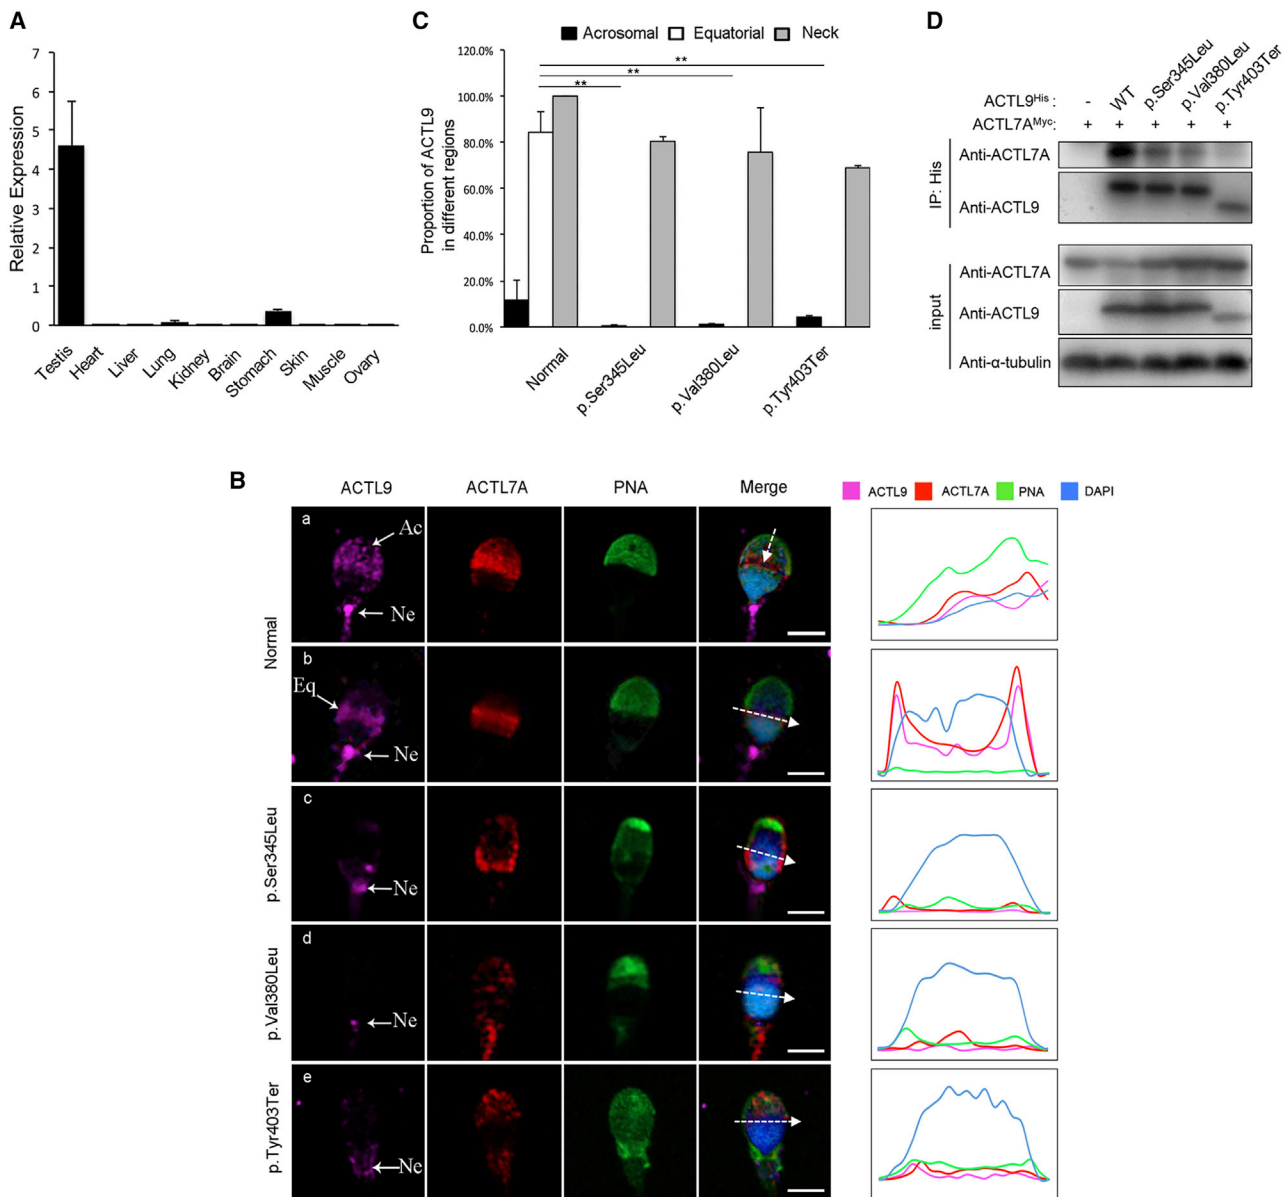 A
Relative Expression
7
6
5
4
3
2
1
0
Testis
Heart
Liver
Lung
Kidney
Brain
Stomach
Skin
Muscle
Ovary
C
Acrosomal Equatorial Neck
Proportion of ACTL9
in different regions
120.0%
100.0%
80.0%
60.0%
40.0%
20.0%
0.0%
**
**
**
Normal
p.Ser345Leu
p.Val380Leu
p.Tyr403Ter
D
ACTL9His : - WT p.Ser345Leu p.Val380Leu p.Tyr403Ter
ACTL7AMyc: + + + + +
IP: His
Anti-ACTL7A
Anti-ACTL9
input
Anti-ACTL7A
Anti-ACTL9
Anti-α-tubulin
B
ACTL9 ACTL7A PNA Merge
ACTL9 ACTL7A PNA DAPI
Normal
a
Ac
Ne
b
Eq
Ne
p.Ser345Leu
c
Ne
p.Val380Leu
d
Ne
p.Tyr403Ter
e
Ne